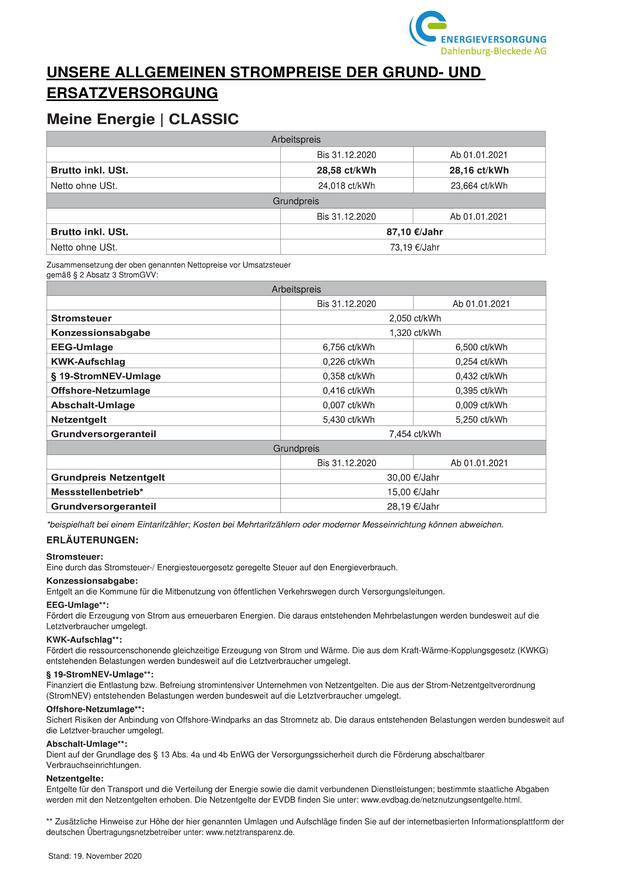 ENERGIEVERSORGUNG
Dahlenburg-Bleckede AG
UNSERE ALLGEMEINEN STROMPREISE DER GRUND- UND
ERSATZVERSORGUNG
Meine Energie | CLASSIC
Arbeitspreis
Bis 31.12.2020 Ab 01.01.2021
Brutto inkl. USt. 28,58 ct/kWh 28,16 ct/kWh
Netto ohne USt. 24,018 ct/kWh 23,664 ct/kWh
Grundpreis
Bis 31.12.2020 Ab 01.01.2021
Brutto inkl. USt. 87,10 €/Jahr
Netto ohne USt. 73,19 €/Jahr
Zusammensetzung der oben genannten Nettopreise vor Umsatzsteuer
gemäß § 2 Absatz 3 StromGVV:
Arbeitspreis
Bis 31.12.2020 Ab 01.01.2021
Stromsteuer 2,050 ct/kWh
Konzessionsabgabe 1,320 ct/kWh
EEG-Umlage 6,756 ct/kWh 6,500 ct/kWh
KWK-Aufschlag 0,226 ct/kWh 0,254 ct/kWh
§ 19-StromNEV-Umlage 0,358 ct/kWh 0,432 ct/kWh
Offshore-Netzumlage 0,416 ct/kWh 0,395 ct/kWh
Abschalt-Umlage 0,007 ct/kWh 0,009 ct/kWh
Netzentgelt 5,430 ct/kWh 5,250 ct/kWh
Grundversorgeranteil 7,454 ct/kWh
Grundpreis
Bis 31.12.2020 Ab 01.01.2021
Grundpreis Netzentgelt 30,00 €/Jahr
Messstellenbetrieb* 15,00 €/Jahr
Grundversorgeranteil 28,19 €/Jahr
*beispielhaft bei einem Eintarifzähler; Kosten bei Mehrtarifzählern oder moderner Messeinrichtung können abweichen.
ERLÄUTERUNGEN:
Stromsteuer:
Eine durch das Stromsteuer-/ Energiesteuergesetz geregelte Steuer auf den Energieverbrauch.
Konzessionsabgabe:
Entgelt an die Kommune für die Mitbenutzung von öffentlichen Verkehrswegen durch Versorgungsleitungen.
EEG-Umlage**:
Fördert die Erzeugung von Strom aus erneuerbaren Energien. Die daraus entstehenden Mehrbelastungen werden bundesweit auf die
Letztverbraucher umgelegt.
KWK-Aufschlag**:
Fördert die ressourcenschonende gleichzeitige Erzeugung von Strom und Wärme. Die aus dem Kraft-Wärme-Kopplungsgesetz (KWKG)
entstehenden Belastungen werden bundesweit auf die Letztverbraucher umgelegt.
§ 19-StromNEV-Umlage**:
Finanziert die Entlastung bzw. Befreiung stromintensiver Unternehmen von Netzentgelten. Die aus der Strom-Netzentgeltverordnung
(StromNEV) entstehenden Belastungen werden bundesweit auf die Letztverbraucher umgelegt.
Offshore-Netzumlage**:
Sichert Risiken der Anbindung von Offshore-Windparks an das Stromnetz ab. Die daraus entstehenden Belastungen werden bundesweit auf
die Letztver-braucher umgelegt.
Abschalt-Umlage**:
Dient auf der Grundlage des § 13 Abs. 4a und 4b EnWG der Versorgungssicherheit durch die Förderung abschaltbarer
Verbrauchseinrichtungen.
Netzentgelte:
Entgelte für den Transport und die Verteilung der Energie sowie die damit verbundenen Dienstleistungen; bestimmte staatliche Abgaben
werden mit den Netzentgelten erhoben. Die Netzentgelte der EVDB finden Sie unter: www.evdbag.de/netznutzungsentgelte.html.
** Zusätzliche Hinweise zur Höhe der hier genannten Umlagen und Aufschläge finden Sie auf der internetbasierten Informationsplattform der
deutschen Übertragungsnetzbetreiber unter: www.netztransparenz.de.
Stand: 19. November 2020